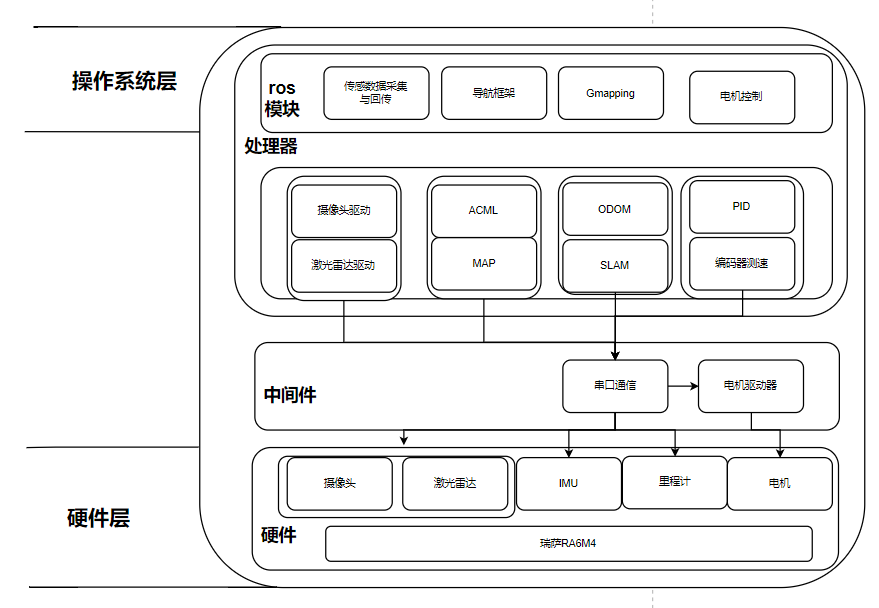 操作系统层
ros
模块
传感数据采集
与回传
导航框架
Gmapping
电机控制
处理器
摄像头驱动
ACML
ODOM
PID
激光雷达驱动
MAP
SLAM
编码器测速
中间件
串口通信
电机驱动器
硬件层
摄像头
激光雷达
IMU
里程计
电机
硬件
瑞萨RA6M4